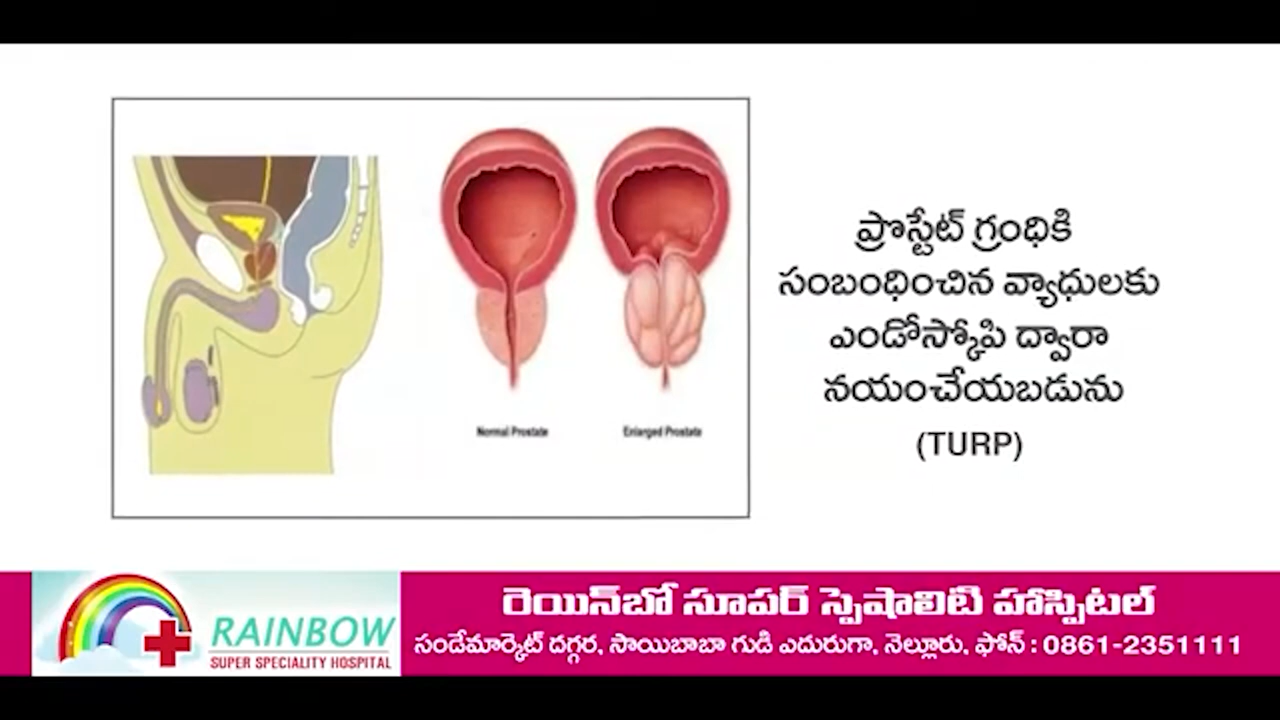 ప్రొస్టేట్ గ్రంధికి
సంబంధించిన వ్యాధులకు
ఎండోస్కోపి ద్వారా
నయంచేయబడును
(TURP)
Normal Prostate
Enlarged Prostate
RAINBOW
SUPER SPECIALITY HOSPITAL
రెయిన్‌బో సూపర్ స్పెషాలిటి హాస్పిటల్
సండేమార్కెట్ దగ్గర, సాయిబాబా గుడి ఎదురుగా, నెల్లూరు, ఫోన్ : 0861-2351111